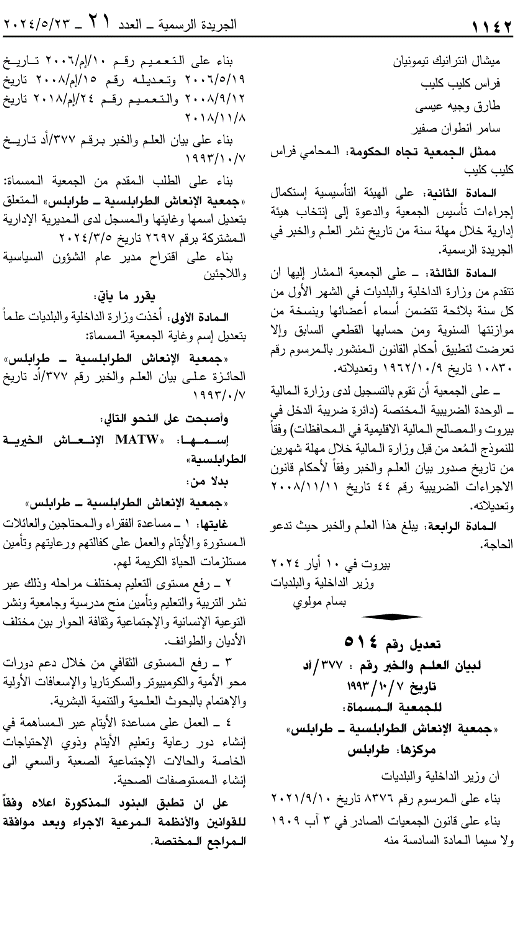 ١١٤٢
الجريدة الرسمية ـ العدد ٢١ ـ ٢٠٢٤/٥/٢٣
ميشال انترانيك تيمونيان
فراس كليب كليب
طارق وجيه عيسى
سامر انطوان صفير
ممثل الجمعية تجاه الحكومة: المحامي فراس
كليب كليب
المادة الثانية: على الهيئة التأسيسية إستكمال
إجراءات تأسيس الجمعية والدعوة إلى إنتخاب هيئة
إدارية خلال مهلة سنة من تاريخ نشر العلم والخبر في
الجريدة الرسمية.
المادة الثالثة: ـ على الجمعية المشار إليها ان
تتقدم من وزارة الداخلية والبلديات في الشهر الأول من
كل سنة بلائحة تتضمن أسماء أعضائها وبنسخة من
موازنتها السنوية ومن حسابها القطعي السابق وإلا
تعرضت لتطبيق أحكام القانون المنشور بالمرسوم رقم
١٠٨٣٠ تاريخ ١٩٦٢/١٠/٩ وتعديلاته.
ـ على الجمعية أن تقوم بالتسجيل لدى وزارة المالية
ـ الوحدة الضريبية المختصة (دائرة ضريبة الدخل في
بيروت والمصالح المالية الاقليمية في المحافظات) وفقاً
للنموذج المُعد من قبل وزارة المالية خلال مهلة شهرين
من تاريخ صدور بيان العلم والخبر وفقاً لأحكام قانون
الاجراءات الضريبية رقم ٤٤ تاريخ ٢٠٠٨/١١/١١
وتعديلاته.
المادة الرابعة: يبلغ هذا العلم والخبر حيث تدعو
الحاجة.
بيروت في ١٠ أيار ٢٠٢٤
وزير الداخلية والبلديات
بسام مولوي
تعديل رقم ٥١٤
لبيان العلم والخبر رقم : ٣٧٧/أد
تاريخ ١٩٩٣/١٠/٧
للجمعية المسماة:
«جمعية الإنعاش الطرابلسية ـ طرابلس»
مركزها: طرابلس
ان وزير الداخلية والبلديات
بناء على المرسوم رقم ٨٣٧٦ تاريخ ٢٠٢١/٩/١٠
بناء على قانون الجمعيات الصادر في ٣ آب ١٩٠٩
ولا سيما المادة السادسة منه
بناء على التعميم رقم ١٠/إم/٢٠٠٦ تاريخ
٢٠٠٦/٥/١٩ وتعديله رقم ١٥/إم/٢٠٠٨ تاريخ
٢٠٠٨/٩/١٢ والتعميم رقم ٢٤/إم/٢٠١٨ تاريخ
٢٠١٨/١١/٨
بناء على بيان العلم والخبر برقم ٣٧٧/أد تاريخ
١٩٩٣/١٠/٧
بناء على الطلب المقدم من الجمعية المسماة:
«جمعية الإنعاش الطرابلسية ـ طرابلس» المتعلق
بتعديل اسمها وغايتها والمسجل لدى المديرية الإدارية
المشتركة برقم ٢٦٩٧ تاريخ ٢٠٢٤/٣/٥
بناء على اقتراح مدير عام الشؤون السياسية
واللاجئين
يقرر ما يأتي:
المادة الأولى: أخذت وزارة الداخلية والبلديات علماً
بتعديل إسم وغاية الجمعية المسماة:
«جمعية الإنعاش الطرابلسية ـ طرابلس»
الحائزة على بيان العلم والخبر رقم ٣٧٧/أد تاريخ
١٩٩٣/٠/٧
وأصبحت على النحو التالي:
إسمها: «MATW الإنعاش الخيرية
الطرابلسية»
بدلا من:
«جمعية الإنعاش الطرابلسية ـ طرابلس»
غايتها: ١ ـ مساعدة الفقراء والمحتاجين والعائلات
المستورة والأيتام والعمل على كفالتهم ورعايتهم وتأمين
مستلزمات الحياة الكريمة لهم.
٢ ـ رفع مستوى التعليم بمختلف مراحله وذلك عبر
نشر التربية والتعليم وتأمين منح مدرسية وجامعية ونشر
التوعية الإنسانية والإجتماعية وثقافة الحوار بين مختلف
الأديان والطوائف.
٣ ـ رفع المستوى الثقافي من خلال دعم دورات
محو الأمية والكومبيوتر والسكرتاريا والإسعافات الأولية
والإهتمام بالبحوث العلمية والتنمية البشرية.
٤ ـ العمل على مساعدة الأيتام عبر المساهمة في
إنشاء دور رعاية وتعليم الأيتام وذوي الإحتياجات
الخاصة والحالات الإجتماعية الصعبة والسعي الى
إنشاء المستوصفات الصحية.
على ان تطبق البنود المذكورة اعلاه وفقاً
للقوانين والأنظمة المرعية الاجراء وبعد موافقة
المراجع المختصة.